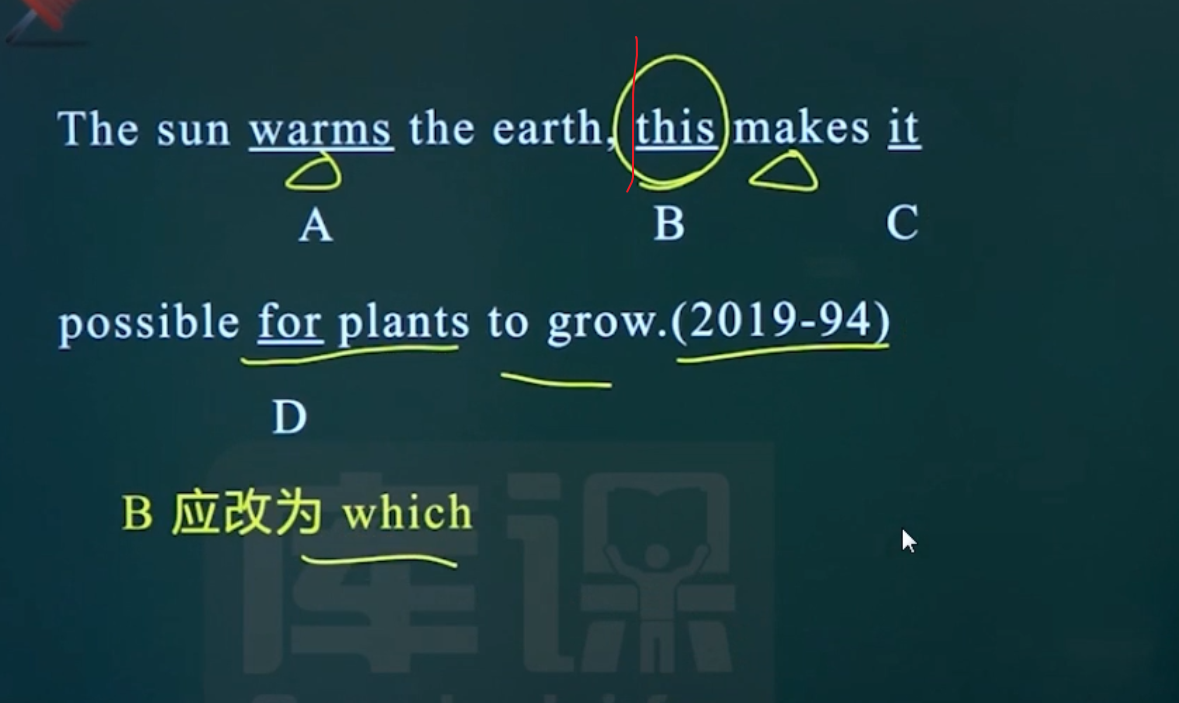 The sun warms the earth, this makes it
A B C
possible for plants to grow.(2019-94)
D
B 应改为 which
库课